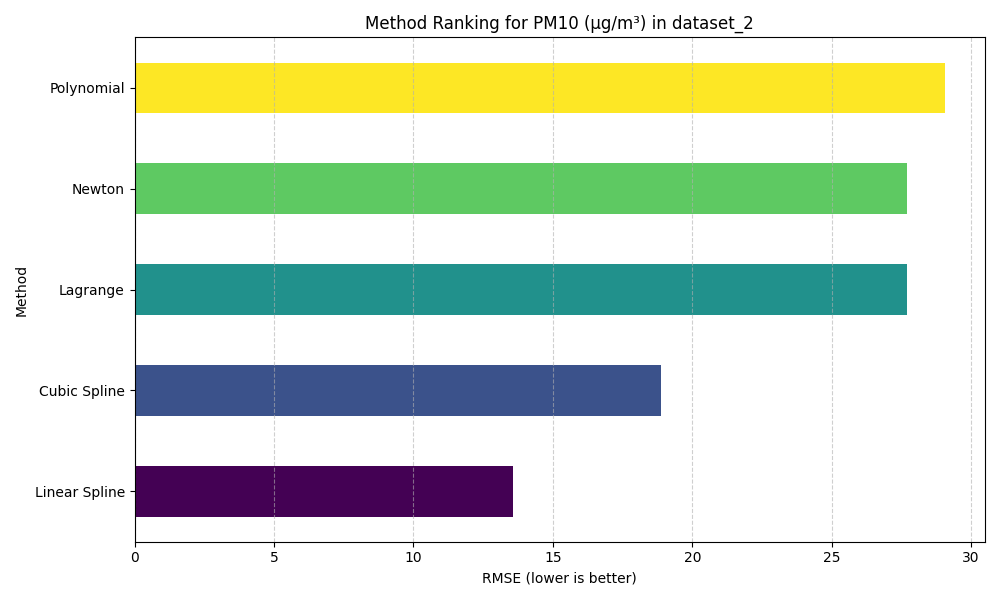 Method Ranking for PM10 (µg/m³) in dataset_2
Method
Polynomial
Newton
Lagrange
Cubic Spline
Linear Spline
0 5 10 15 20 25 30
RMSE (lower is better)